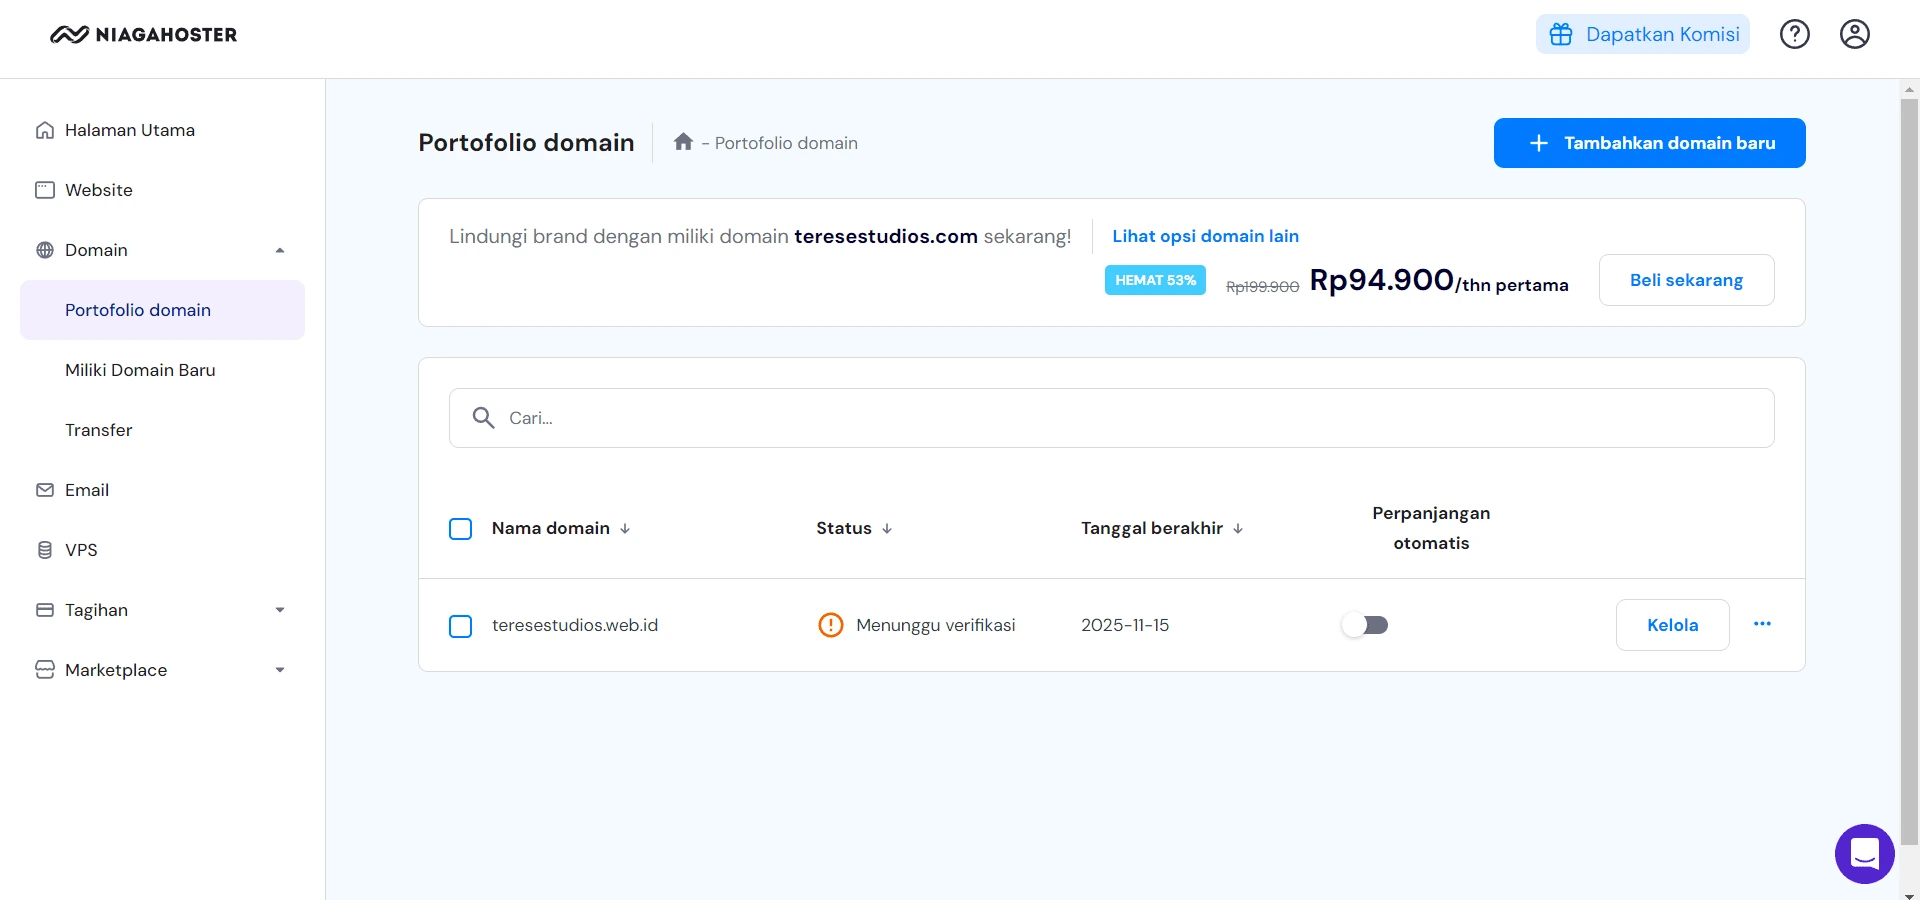 NIAGAHOSTER
Dapatkan Komisi
Halaman Utama
Website
Domain
Portofolio domain
Miliki Domain Baru
Transfer
Email
VPS
Tagihan
Marketplace
Portofolio domain
- Portofolio domain
Tambahkan domain baru
Lindungi brand dengan miliki domain teresestudios.com sekarang!
Lihat opsi domain lain
HEMAT 53% Rp199.900 Rp94.900/thn pertama
Beli sekarang
Cari...
Nama domain ↓ Status ↓ Tanggal berakhir ↓ Perpanjangan
otomatis
teresestudios.web.id Menunggu verifikasi 2025-11-15 Kelola